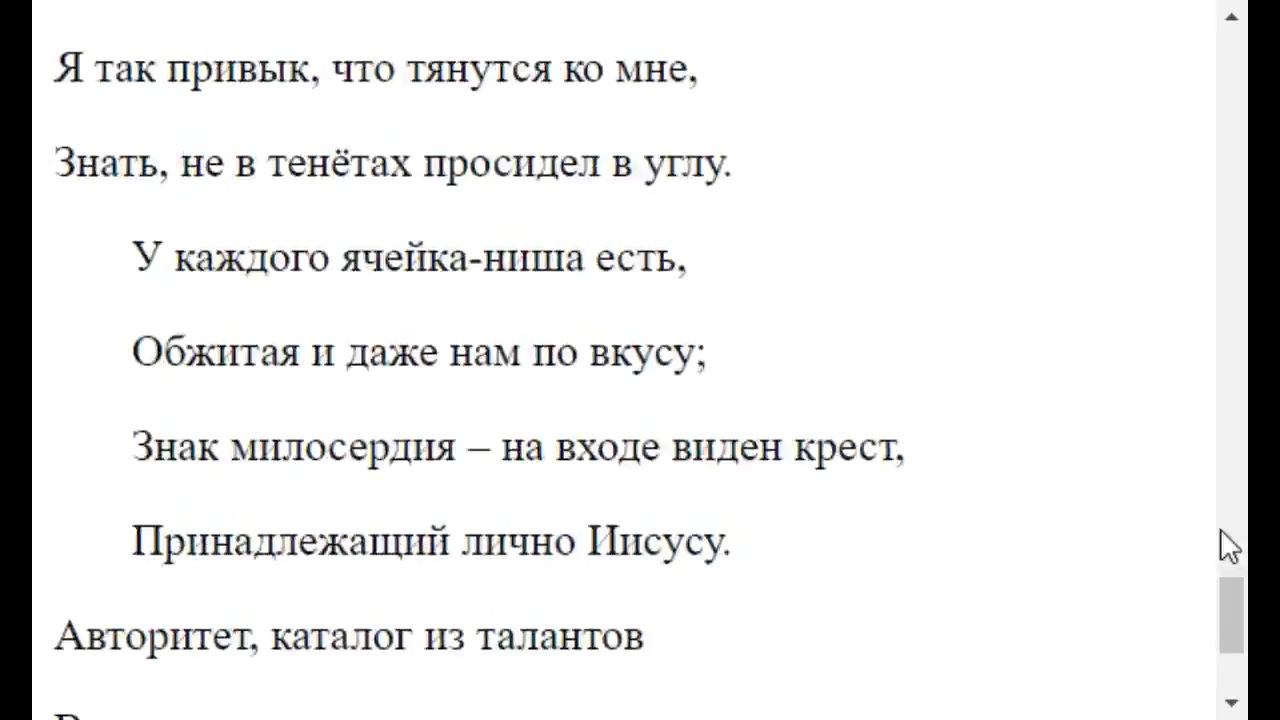 Я так привык, что тянутся ко мне,
Знать, не в тенётах просидел в углу.
У каждого ячейка-ниша есть,
Обжитая и даже нам по вкусу;
Знак милосердия – на входе виден крест,
Принадлежащий лично Иисусу.
Авторитет, каталог из талантов